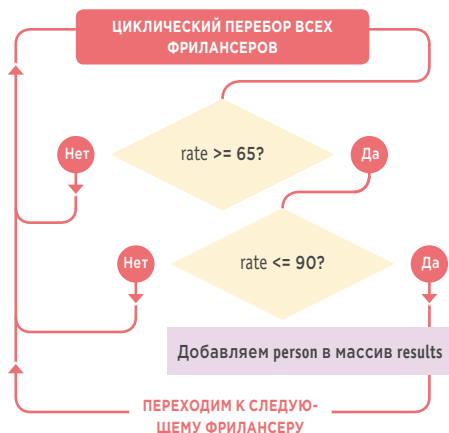 ЦИКЛИЧЕСКИЙ ПЕРЕБОР ВСЕХ
ФРИЛАНСЕРОВ
Нет
rate >= 65?
Да
Нет
rate <= 90?
Да
Добавляем person в массив results
ПЕРЕХОДИМ К СЛЕДУЮ-
ЩЕМУ ФРИЛАНСЕРУ